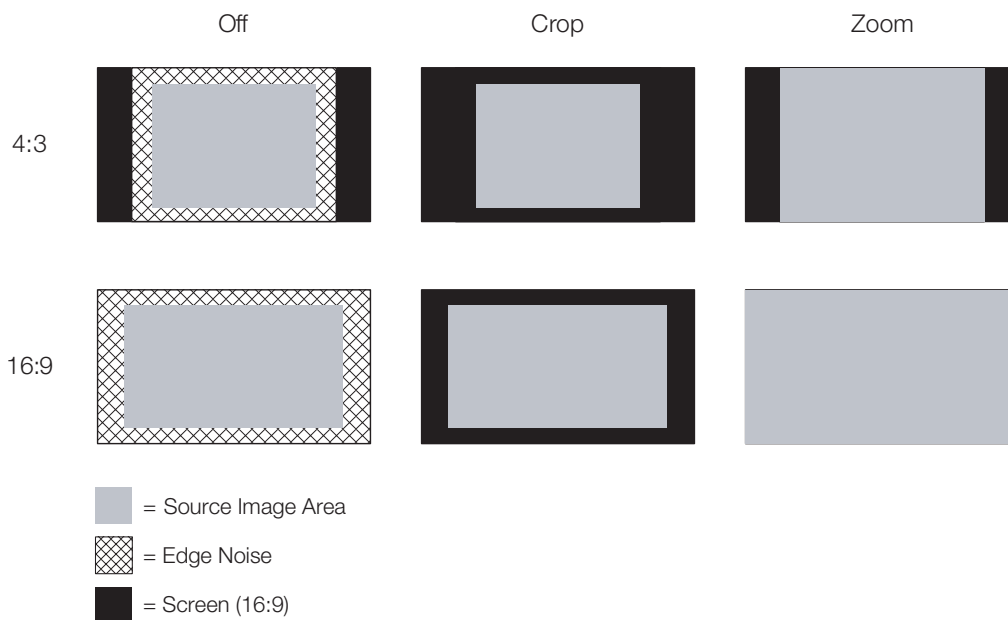 Off Crop Zoom
4:3
16:9
= Source Image Area
= Edge Noise
= Screen (16:9)